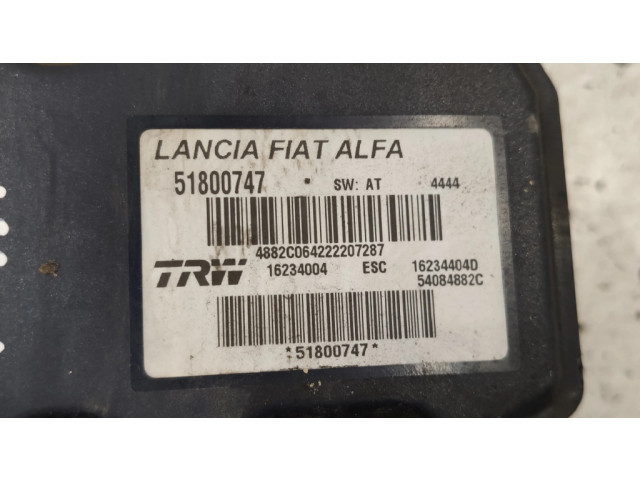 LANCIA FIAT ALFA
51800747 SW: AT 4444
4882C064222207287
TRW 16234004 ESC 16234404D
54084882C
*51800747*